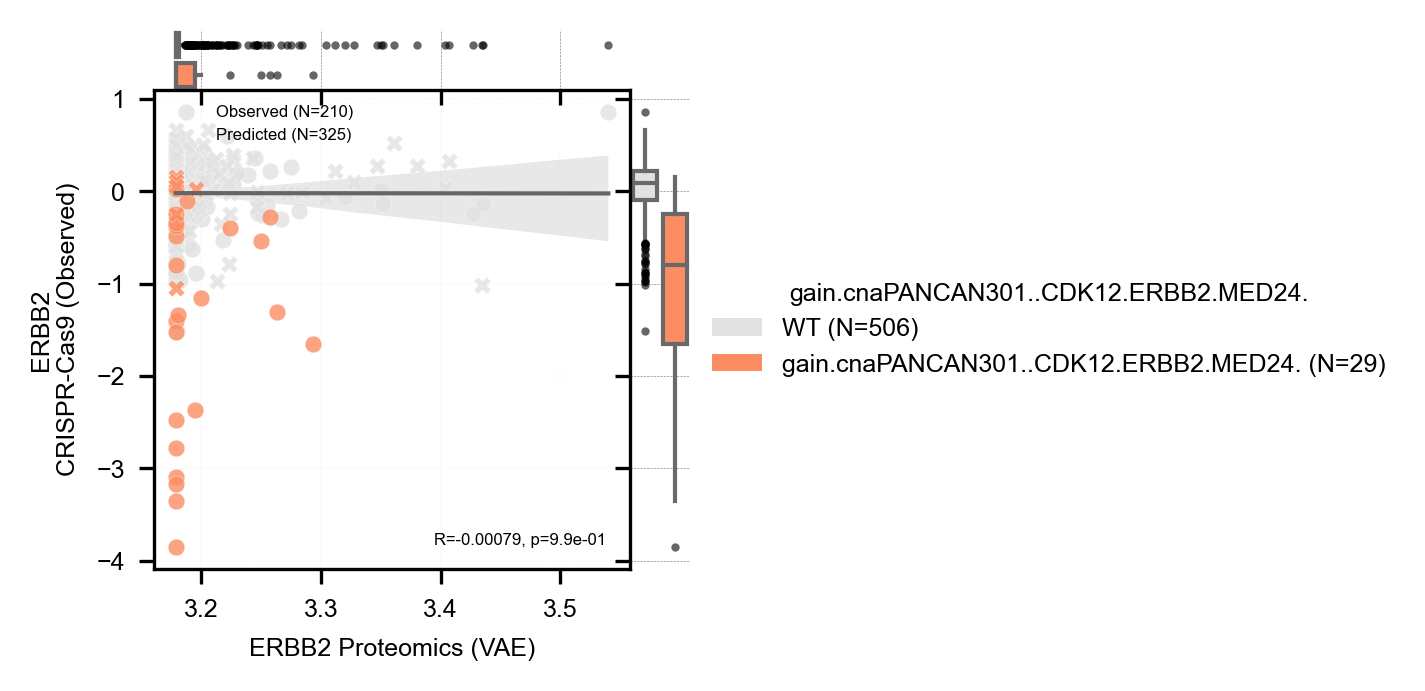 Observed (N=210)
Predicted (N=325)
1
0
−1
−2
−3
−4
ERBB2
CRISPR-Cas9 (Observed)
R=-0.00079, p=9.9e-01
3.2
3.3
3.4
3.5
ERBB2 Proteomics (VAE)
gain.cnaPANCAN301..CDK12.ERBB2.MED24.
WT (N=506)
gain.cnaPANCAN301..CDK12.ERBB2.MED24. (N=29)